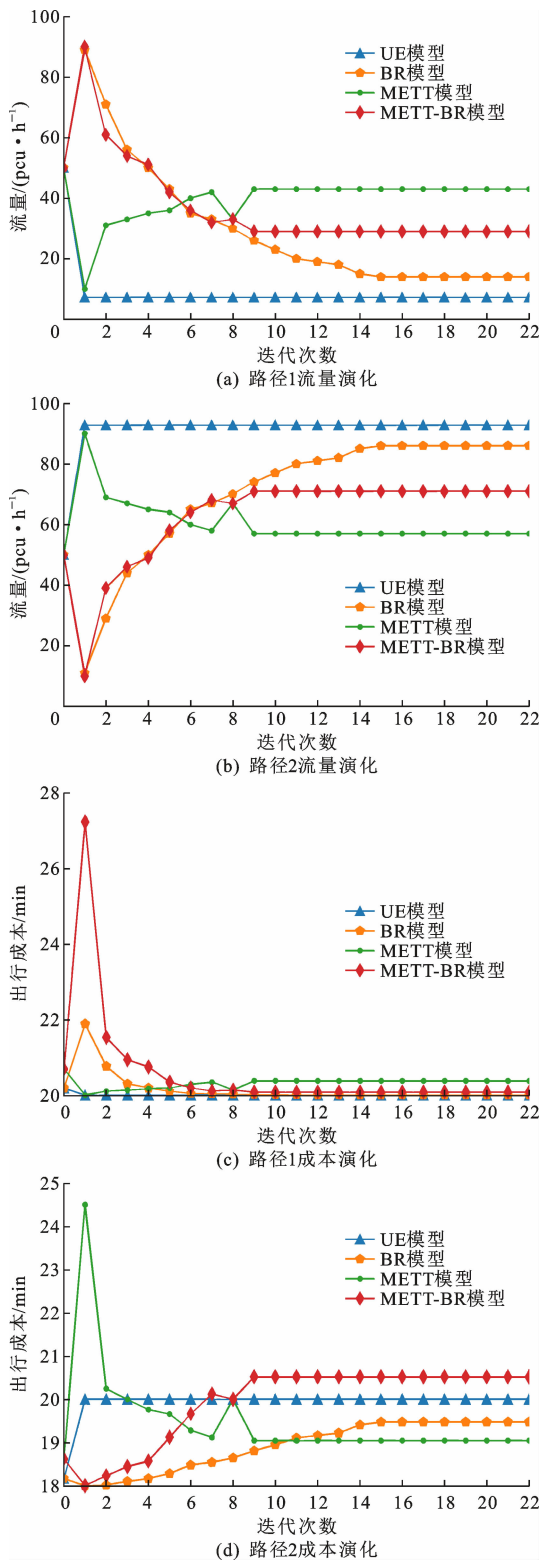 100
80
60
40
20
0
流量/(pcu·h⁻¹)
UE模型
BR模型
METT模型
METT-BR模型
2 4 6 8 10 12 14 16 18 20 22
迭代次数
(a) 路径1流量演化
100
80
60
40
20
0
流量/(pcu·h⁻¹)
UE模型
BR模型
METT模型
METT-BR模型
2 4 6 8 10 12 14 16 18 20 22
迭代次数
(b) 路径2流量演化
28
26
24
22
20
出行成本/min
UE模型
BR模型
METT模型
METT-BR模型
0 2 4 6 8 10 12 14 16 18 20 22
迭代次数
(c) 路径1成本演化
25
24
23
22
21
20
19
18
出行成本/min
UE模型
BR模型
METT模型
METT-BR模型
0 2 4 6 8 10 12 14 16 18 20 22
迭代次数
(d) 路径2成本演化